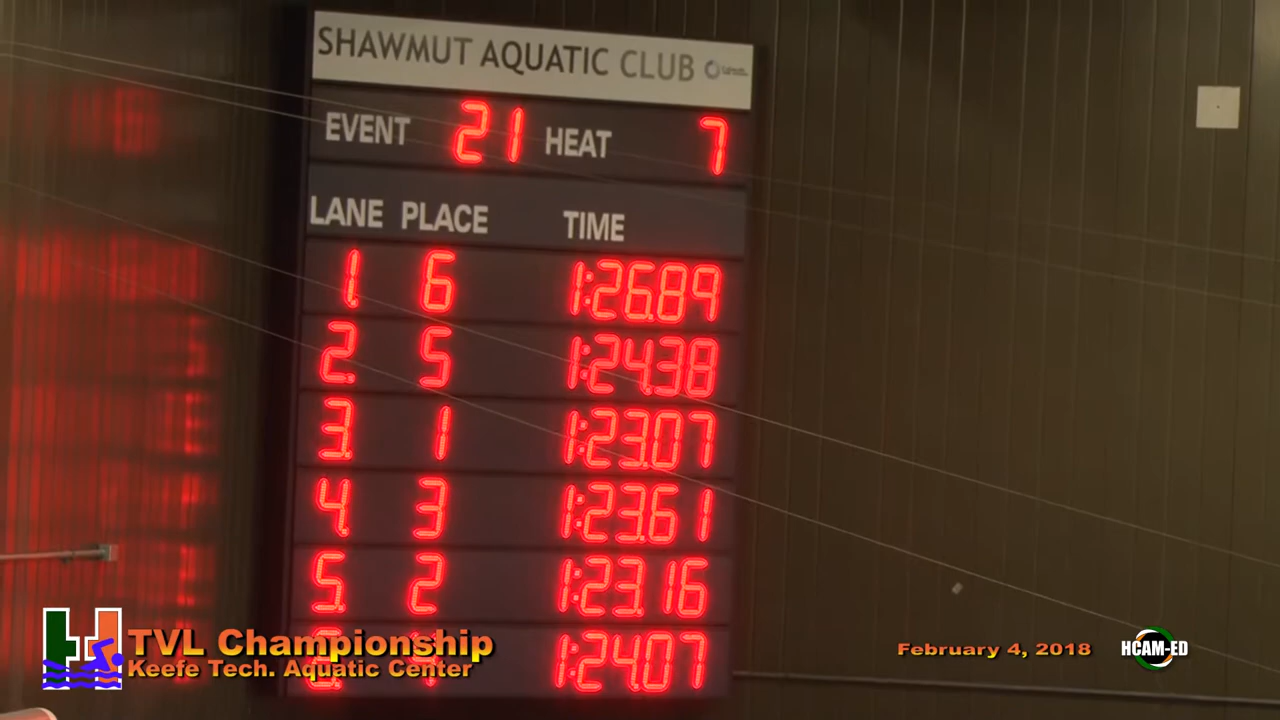 SHAWMUT AQUATIC CLUB
EVENT 21 HEAT 7
LANE PLACE TIME
1 6 1:26.89
2 5 1:24.38
3 1 1:23.07
4 3 1:23.61
5 2 1:23.16
1:24.07
TVL Championship
Keefe Tech. Aquatic Center
February 4, 2018
HCAM-ED